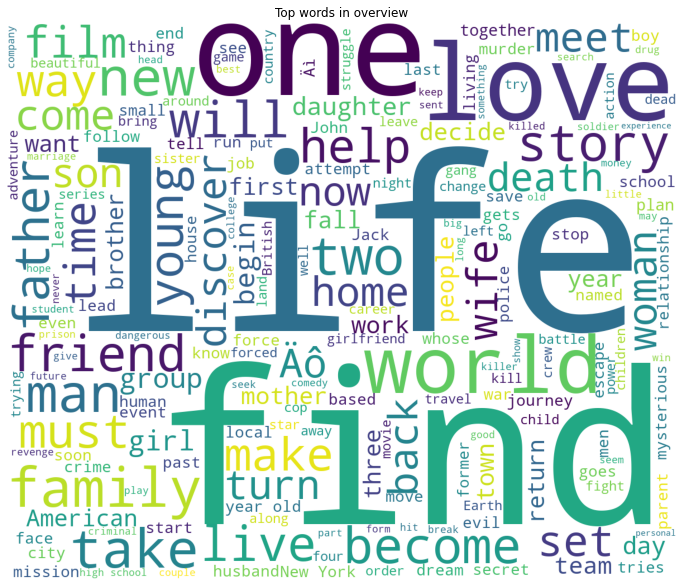 Top words in overview
company
film
beautiful
thing
head
end
way
new
come
small
bring
around
want
follow
adventure
marriage
sister
series
learn
son
father
time
brother
hope
never
student
lead
even
one
Äì
see
game
best
country
struggle
will
daughter
John
tell
run
put
job
help
attempt
first
night
now
young
discover
house
college
case
begin
land
British
fall
Jack
well
two
home
career
work
life
together
murder
last
living
love
something
meet
boy
drug
search
try
action
dead
keep
sent
killed
soldier
experience
leave
decide
story
gang
change
save
old
death
money
little
school
may
plan
gets
go
left
big
long
stop
people
wife
police
year
named
woman
relationship
prison
dangerous
friend
give
future
trying
man
revenge
know
force
forced
girlfriend
whose
battle
Äô
group
human
event
seek
comedy
mother
cop
based
travel
world
crew
killer
show
kill
war
journey
child
escape
power
children
win
mysterious
must
girl
local
star
away
make
three
movie
back
good
men
seem
soon
past
crime
turn
move
former
town
return
goes
fight
parent
family
play
year old
along
Earth
evil
American
start
face
city
criminal
find
part
form
hit
break
personal
four
take
live
become
set
day
mission
high school
couple
husband
New York
order
dream
secret
team
tries